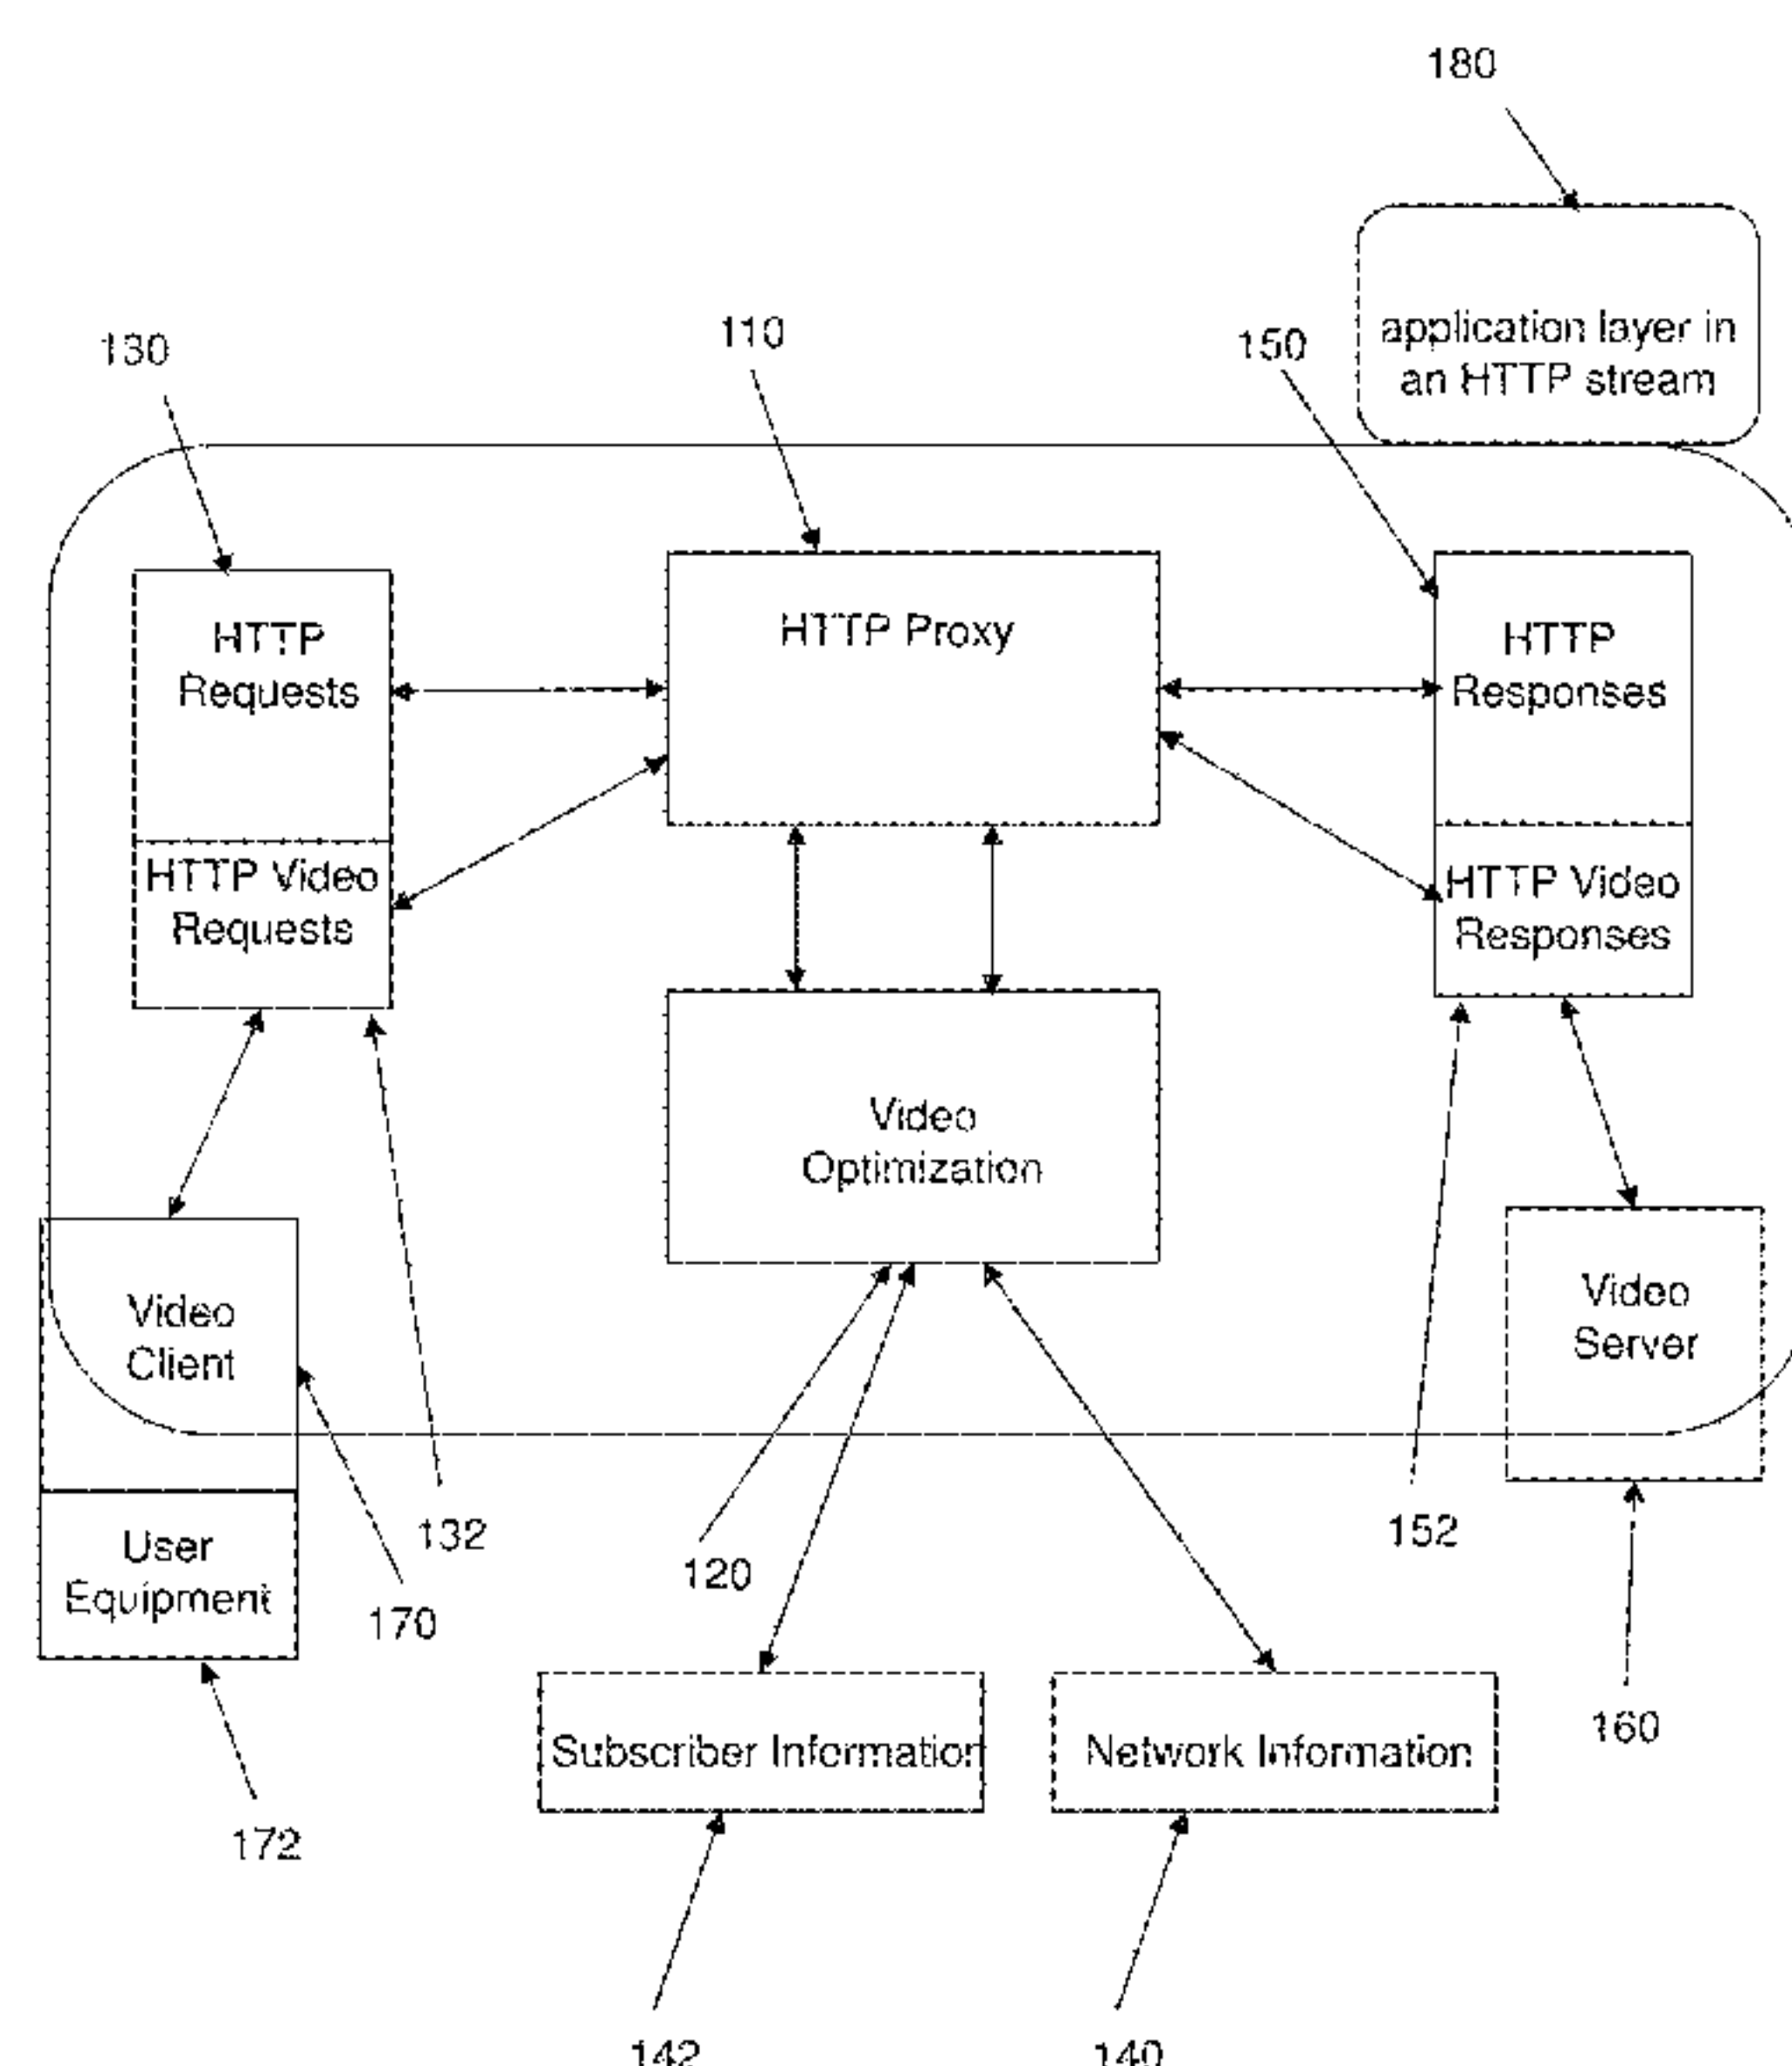 180
application layer in
an HTTP stream
130
110
150
HTTP
Requests
HTTP Proxy
HTTP
Responses
HTTP Video
Requests
HTTP Video
Responses
Video
Optimization
Video
Client
Video
Server
User
Equipment
132
170
120
152
160
Subscriber Information
Network Information
172
142
140